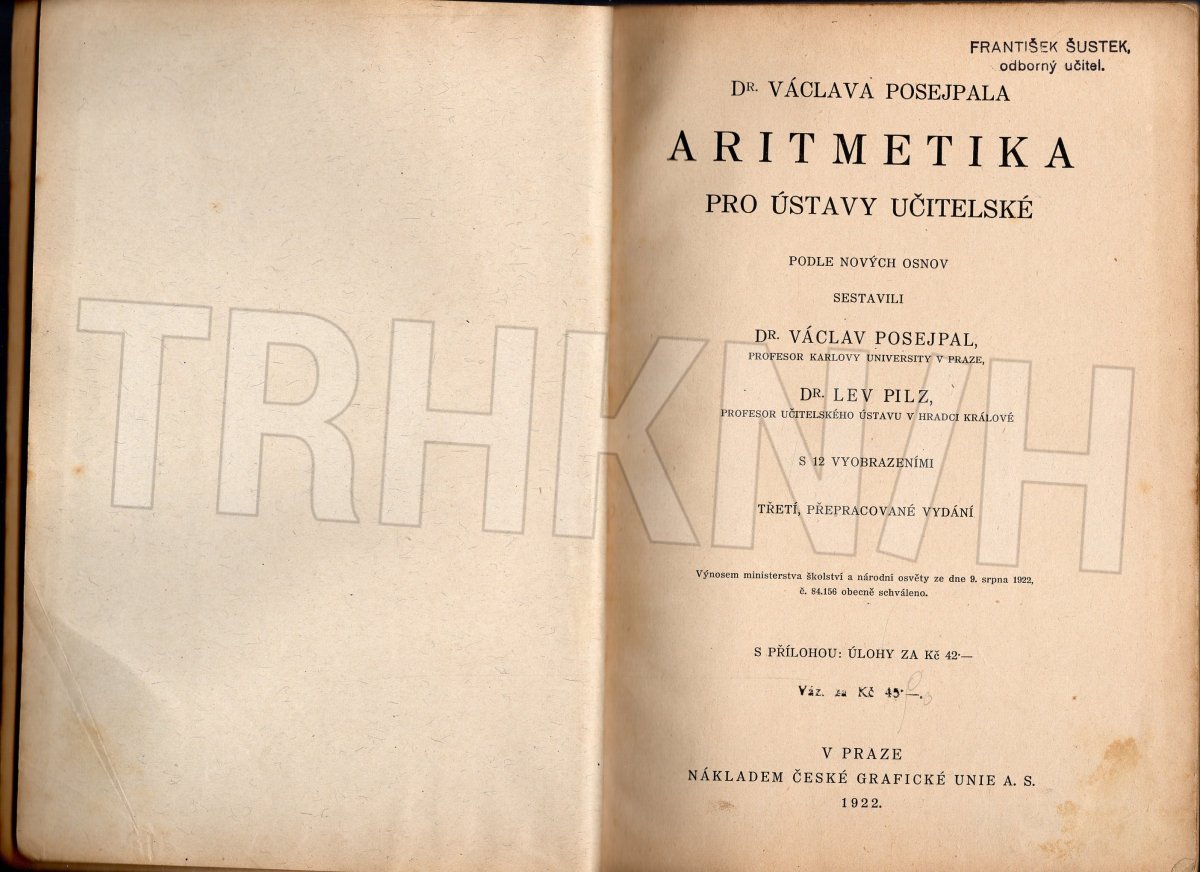 FRANTIŠEK ŠUSTEK,
odborný učitel.
DR. VÁCLAVA POSEJPALA
ARITMETIKA
PRO ÚSTAVY UČITELSKÉ
PODLE NOVÝCH OSNOV
SESTAVILI
DR. VÁCLAV POSEJPAL,
PROFESOR KARLOVY UNIVERSITY V PRAZE,
DR. LEV PILZ,
PROFESOR UČITELSKÉHO ÚSTAVU V HRADCI KRÁLOVÉ
S 12 VYOBRAZENÍMI
TŘETÍ, PŘEPRACOVANÉ VYDÁNÍ
Výnosem ministerstva školství a národní osvěty ze dne 9. srpna 1922,
č. 84.156 obecně schváleno.
S PŘÍLOHOU: ÚLOHY ZA Kč 42·—
Váz. za Kč 45·—.
V PRAZE
NÁKLADEM ČESKÉ GRAFICKÉ UNIE A. S.
1922.
TRHKNIH